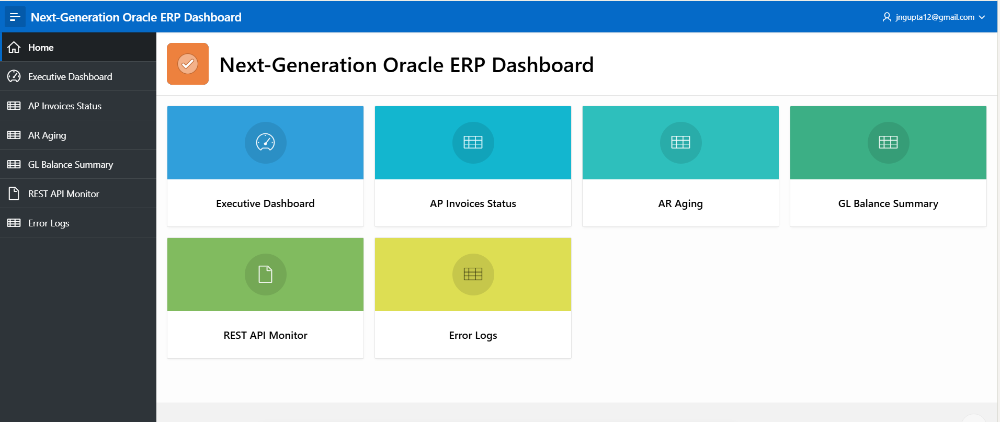 Next-Generation Oracle ERP Dashboard
jngupta12@gmail.com
Home
Executive Dashboard
AP Invoices Status
AR Aging
GL Balance Summary
REST API Monitor
Error Logs
Next-Generation Oracle ERP Dashboard
Executive Dashboard
AP Invoices Status
AR Aging
GL Balance Summary
REST API Monitor
Error Logs